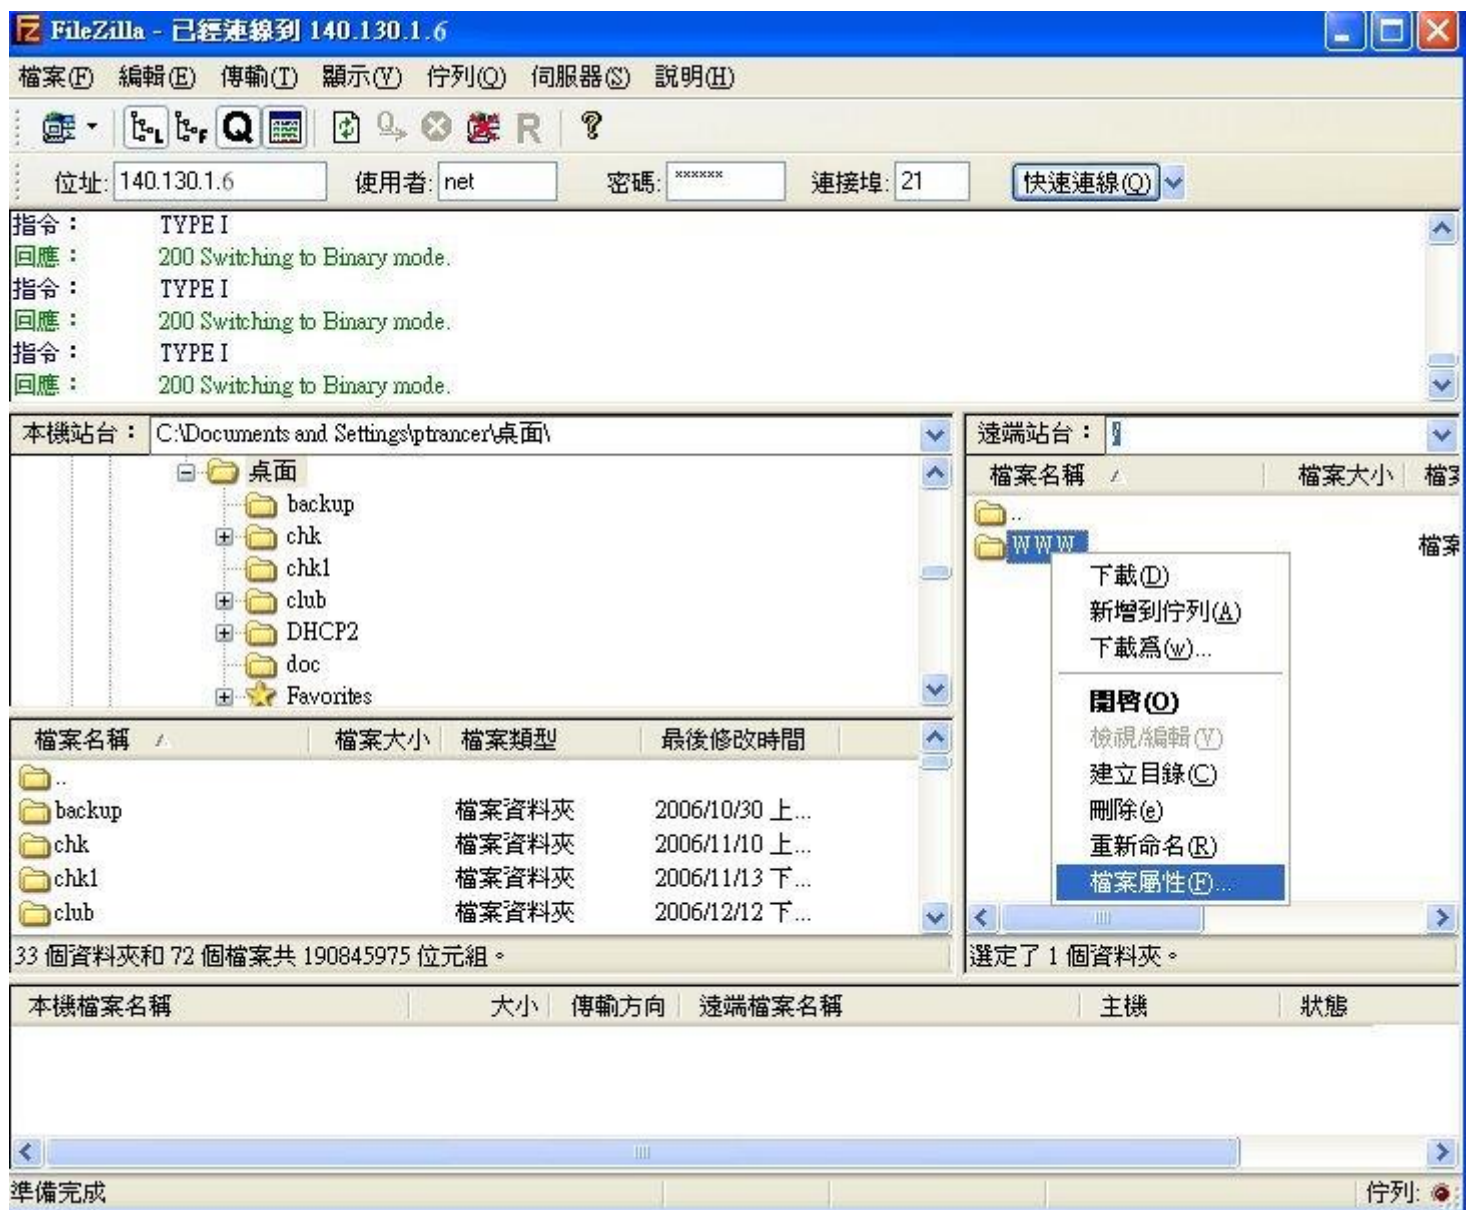 FileZilla - 已經連線到 140.130.1.6
檔案(F) 編輯(E) 傳輸(T) 顯示(V) 佇列(Q) 伺服器(S) 說明(H)
位址: 140.130.1.6 使用者: net 密碼: ×××××× 連接埠: 21 快速連線(Q)
指令： TYPE I
回應： 200 Switching to Binary mode.
指令： TYPE I
回應： 200 Switching to Binary mode.
指令： TYPE I
回應： 200 Switching to Binary mode.
本機站台： C:\Documents and Settings\ptrancer\桌面\
桌面
backup
chk
chk1
club
DHCP2
doc
Favorites
檔案名稱 檔案大小 檔案類型 最後修改時間
..
backup 檔案資料夾 2006/10/30 上...
chk 檔案資料夾 2006/11/10 上...
chk1 檔案資料夾 2006/11/13 下...
club 檔案資料夾 2006/12/12 下...
33 個資料夾和 72 個檔案共 190845975 位元組。
遠端站台： /
檔案名稱 檔案大小 檔案
..
WWW 檔案
下載(D)
新增到佇列(A)
下載為(w)...
開啓(O)
檢視/編輯(V)
建立目錄(C)
刪除(e)
重新命名(R)
檔案屬性(F)...
選定了 1 個資料夾。
本機檔案名稱 大小 傳輸方向 遠端檔案名稱 主機 狀態
準備完成 佇列: